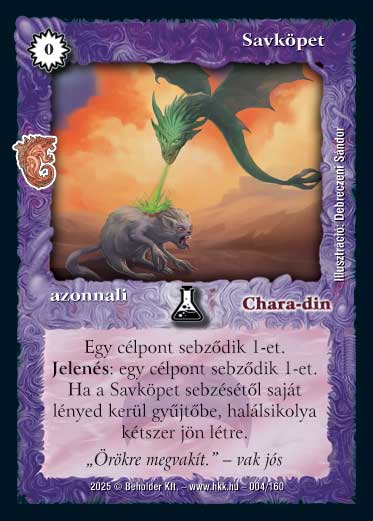 0
Savköpet
Illusztráció: Debreczeni Sándor
azonnali
Chara-din
Egy célpont sebződik 1-et.
Jelenés: egy célpont sebződik 1-et.
Ha a Savköpet sebzésétől saját
lényed kerül gyűjtőbe, halálsikolya
kétszer jön létre.
„Örökre megvakít.” – vak jós
2025 © Beholder Kft. – www.hkk.hu – 004/160